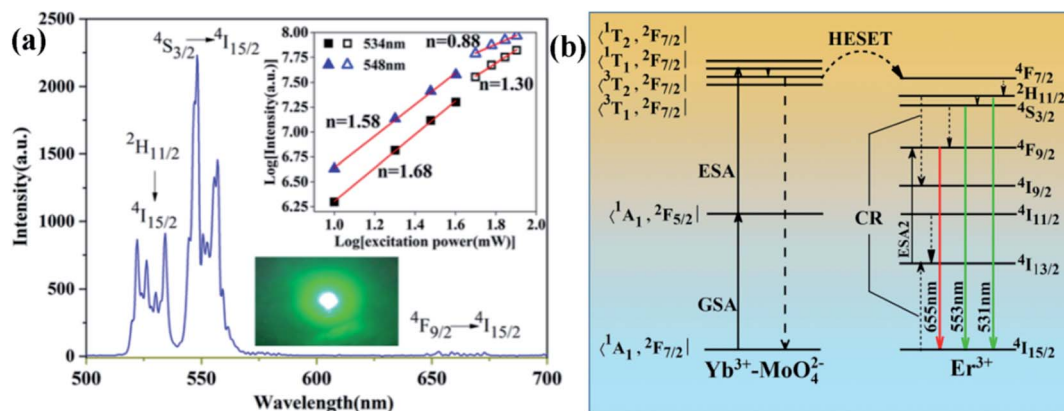 (a)
2500
2000
1500
1000
500
0
Intensity(a.u.)
500
550
600
650
700
Wavelength(nm)
⁴S₃/₂ → ⁴I₁₅/₂
²H₁₁/₂
⁴I₁₅/₂
⁴F₉/₂ → ⁴I₁₅/₂
8.00
7.75
7.50
7.25
7.00
6.75
6.50
6.25
Log[Intensity(a.u.)]
534nm
548nm
n=0.88
n=1.30
n=1.58
n=1.68
1.0 1.2 1.4 1.6 1.8 2.0
Log[excitation power(mW)]
(b)
⟨¹T₂, ²F₇/₂|
⟨¹T₁, ²F₇/₂|
⟨³T₂, ²F₇/₂|
⟨³T₁, ²F₇/₂|
⟨¹A₁, ²F₅/₂|
⟨¹A₁, ²F₇/₂|
HESET
ESA
GSA
Yb³⁺-MoO₄²⁻
CR
ESA2
655nm
553nm
531nm
⁴F₇/₂
²H₁₁/₂
⁴S₃/₂
⁴F₉/₂
⁴I₉/₂
⁴I₁₁/₂
⁴I₁₃/₂
⁴I₁₅/₂
Er³⁺